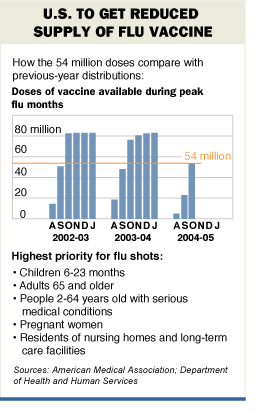 U.S. TO GET REDUCED
SUPPLY OF FLU VACCINE
How the 54 million doses compare with
previous-year distributions:
Doses of vaccine available during peak
flu months
80 million
60
40
20
0
54 million
A S O N D J
2002-03
A S O N D J
2003-04
A S O
2004-05
Highest priority for flu shots:
• Children 6-23 months
• Adults 65 and older
• People 2-64 years old with serious
medical conditions
• Pregnant women
• Residents of nursing homes and long-term
care facilities
Sources: American Medical Association; Department
of Health and Human Services